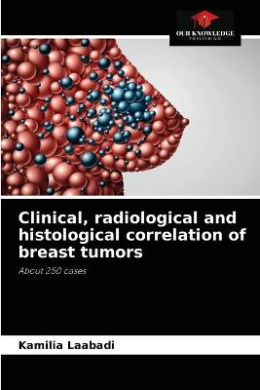 OUR KNOWLEDGE
PUBLISHING
Clinical, radiological and
histological correlation of
breast tumors
About 250 cases
Kamilia Laabadi